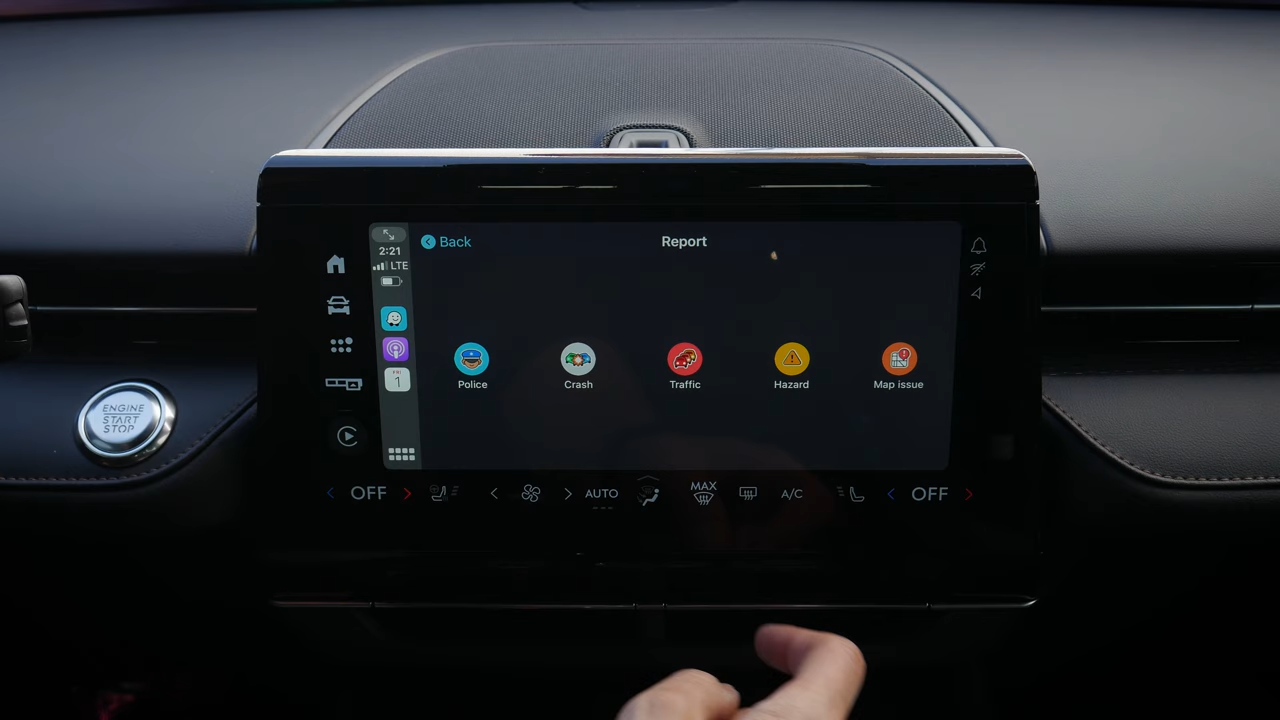 Back
Report
2:21
LTE
FRI
1
Police
Crash
Traffic
Hazard
Map issue
ENGINE
START
STOP
OFF
AUTO
MAX
A/C
OFF